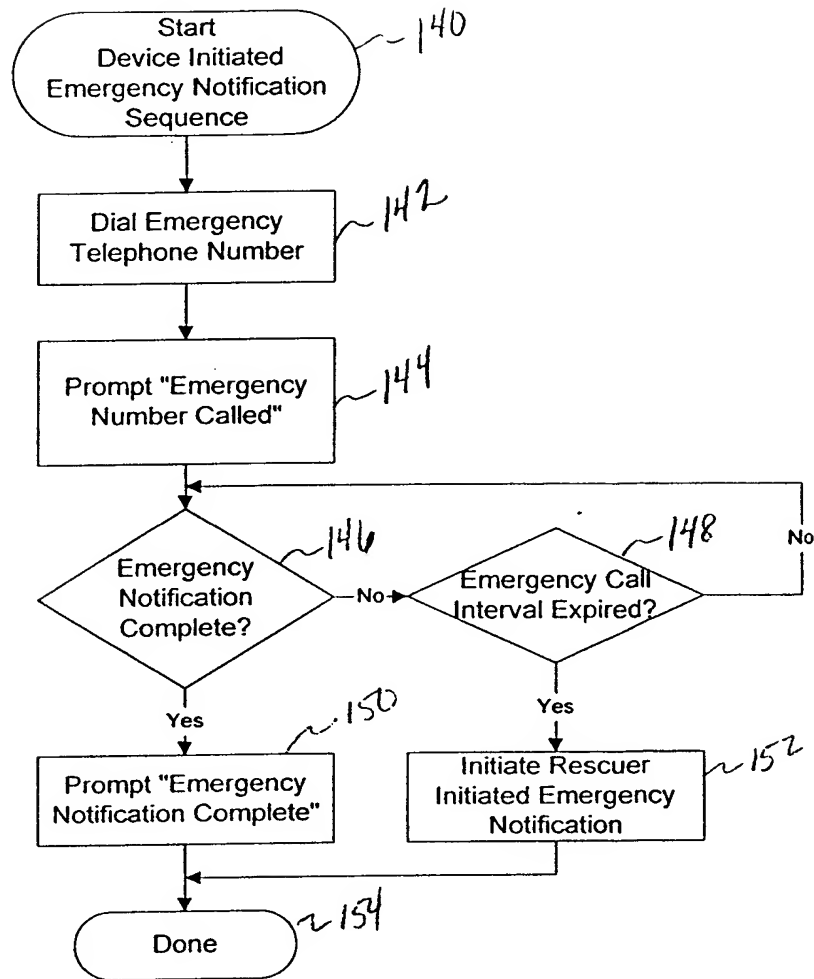 Start
Device Initiated
Emergency Notification
Sequence
140
Dial Emergency
Telephone Number
142
Prompt "Emergency
Number Called"
144
Emergency
Notification
Complete?
146
No
Emergency Call
Interval Expired?
148
No
Yes
Yes
Prompt "Emergency
Notification Complete"
150
Initiate Rescuer
Initiated Emergency
Notification
152
Done
154